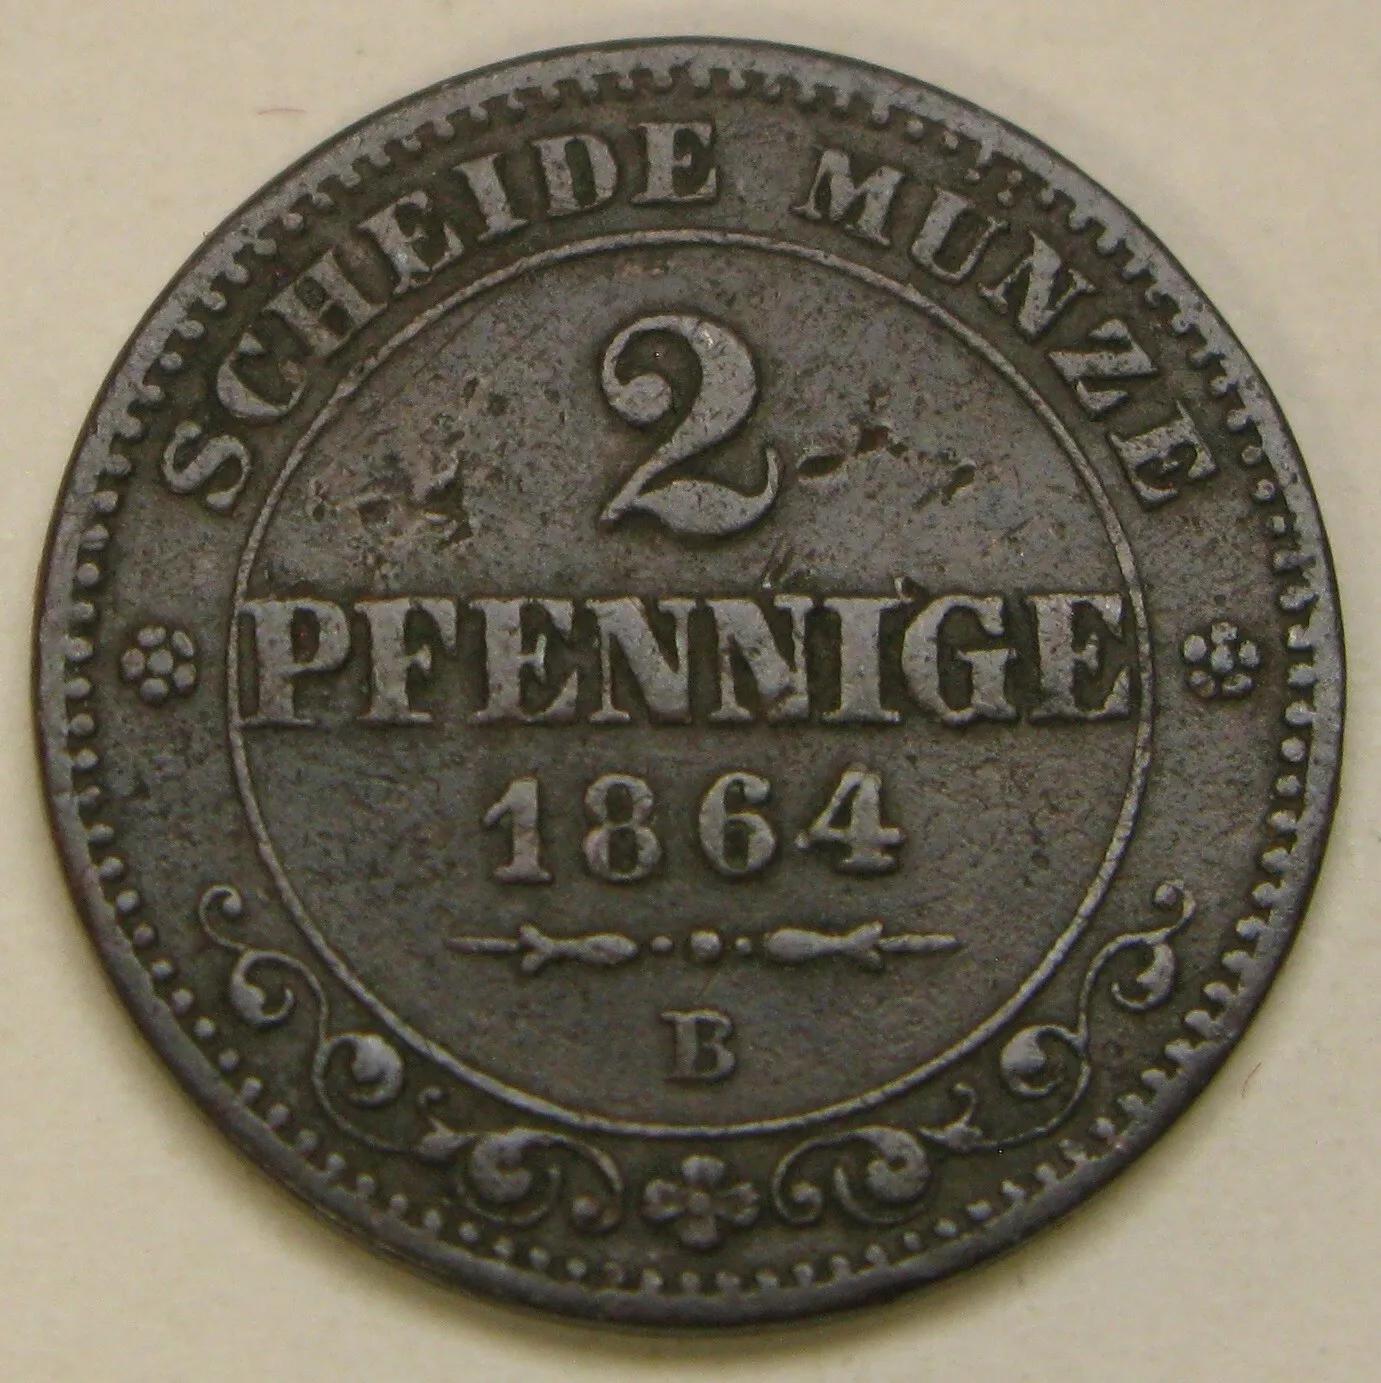 SCHEIDE MUNZE
2
PFENNIGE
1864
B